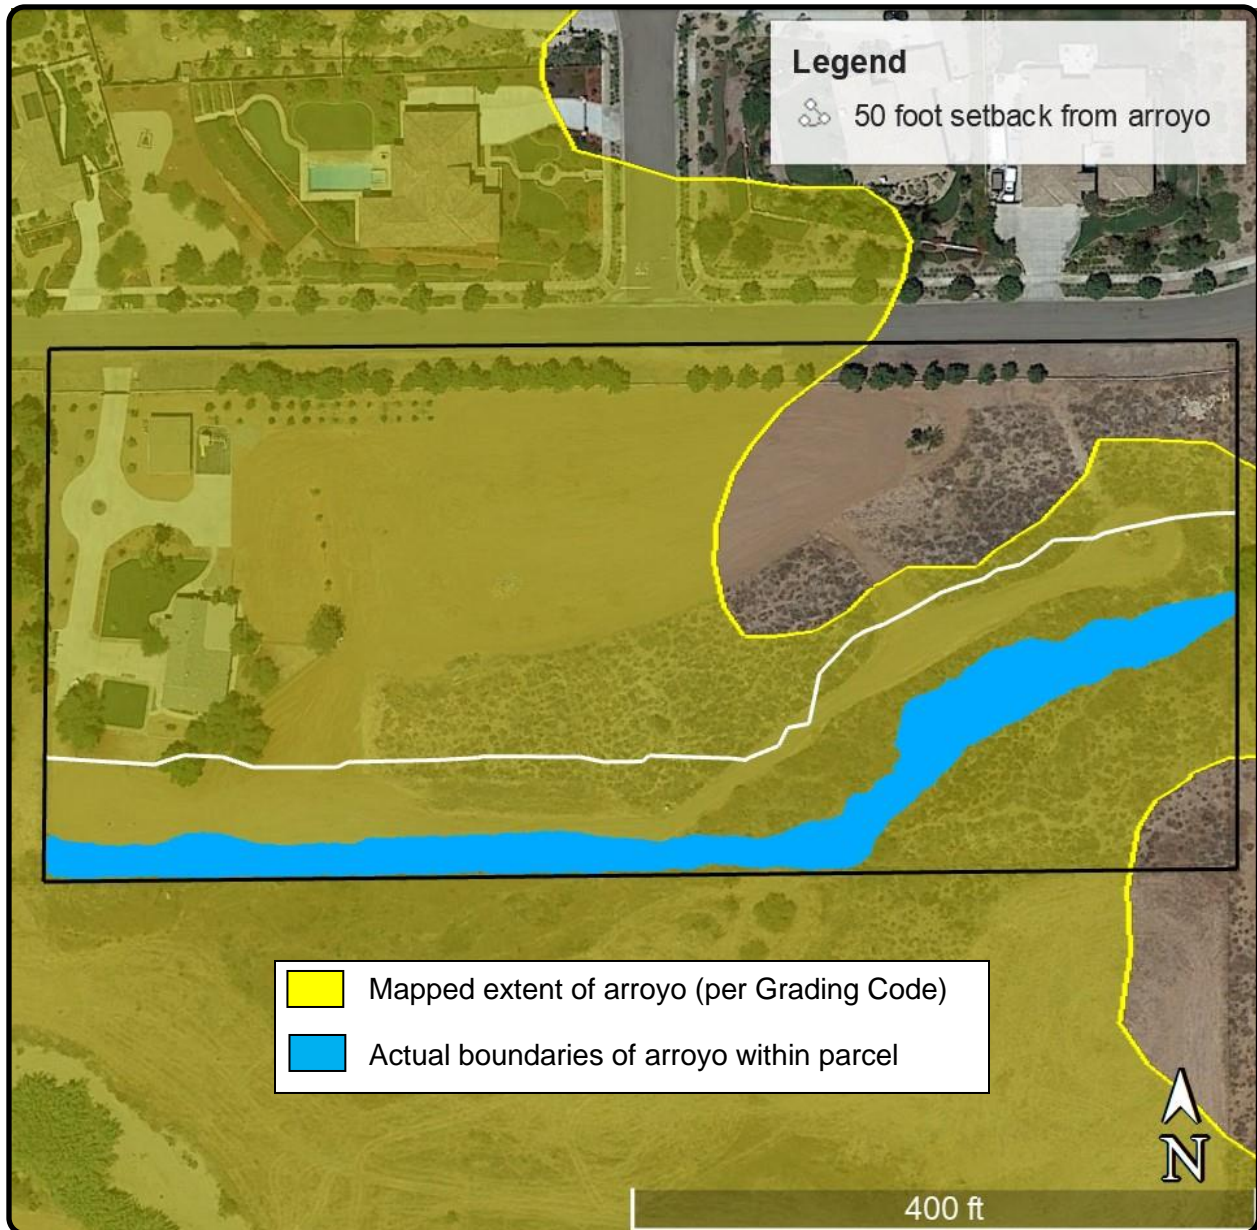 Legend
50 foot setback from arroyo
Mapped extent of arroyo (per Grading Code)
Actual boundaries of arroyo within parcel
N
400 ft